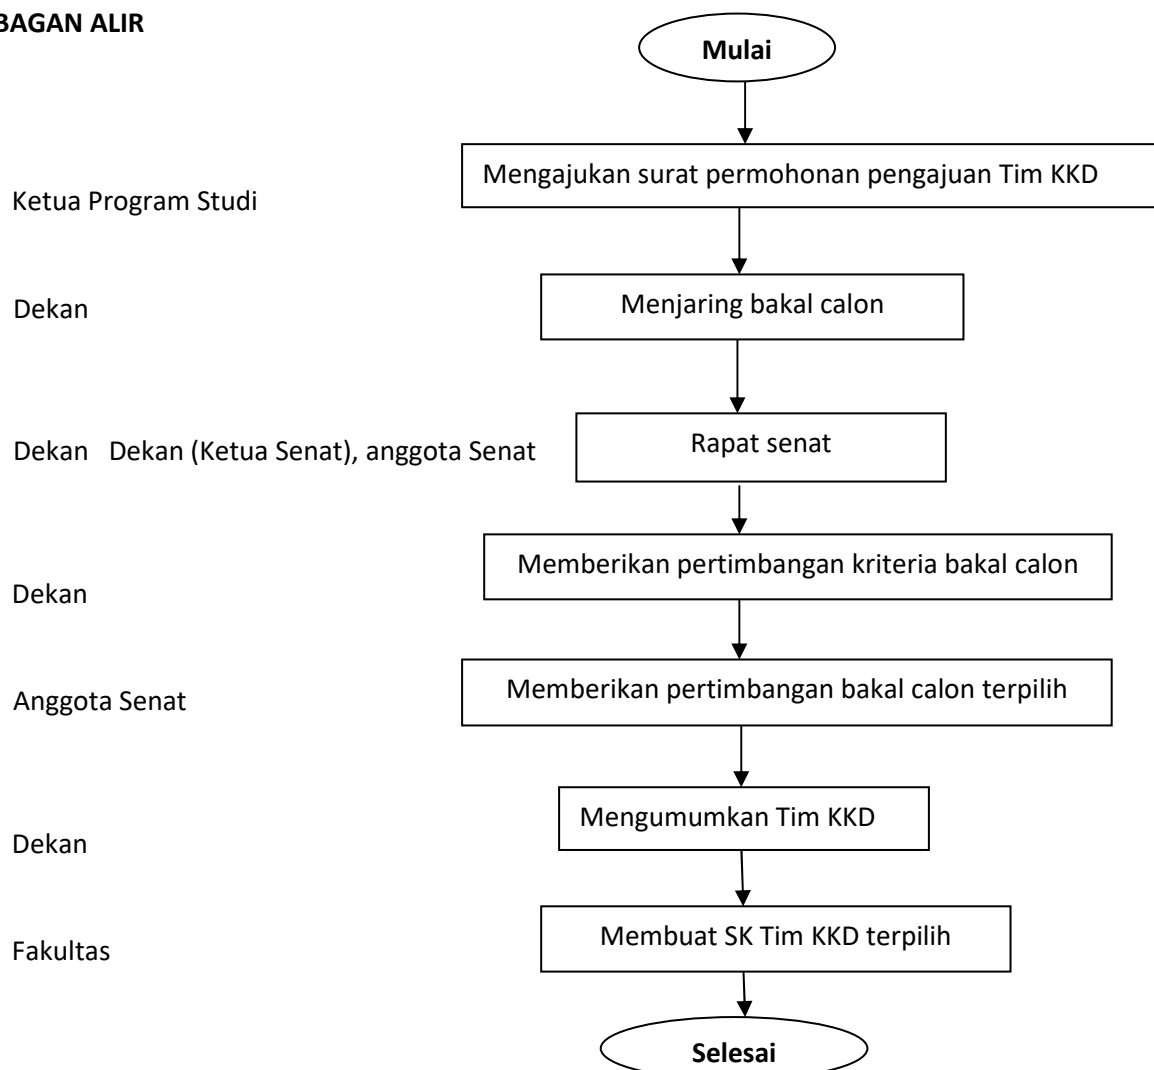 BAGAN ALIR
Mulai
Mengajukan surat permohonan pengajuan Tim KKD
Ketua Program Studi
Menjaring bakal calon
Dekan
Rapat senat
Dekan Dekan (Ketua Senat), anggota Senat
Memberikan pertimbangan kriteria bakal calon
Dekan
Memberikan pertimbangan bakal calon terpilih
Anggota Senat
Mengumumkan Tim KKD
Dekan
Membuat SK Tim KKD terpilih
Fakultas
Selesai